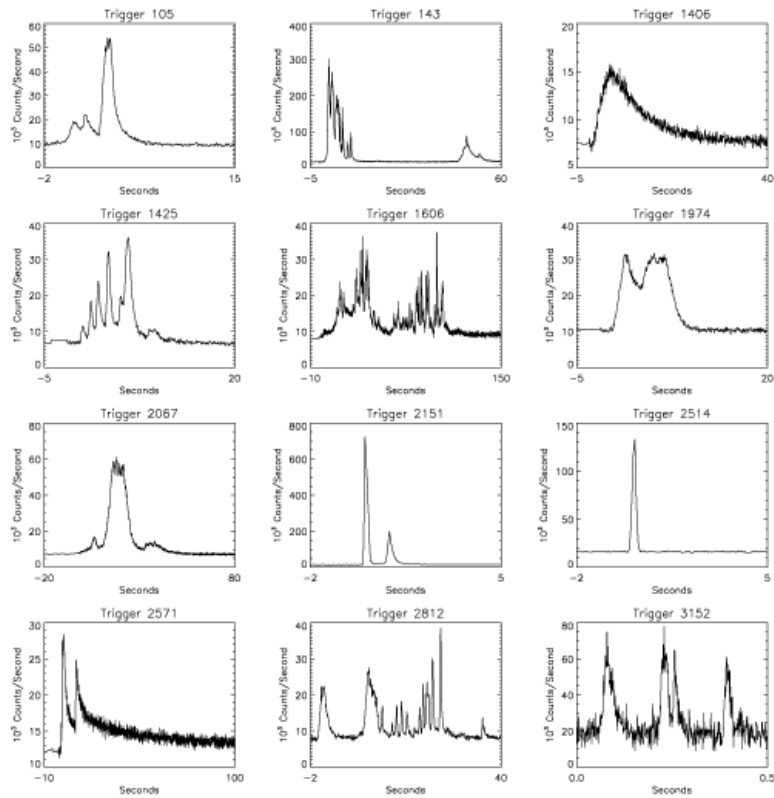 Trigger 105
10³ Counts/Second
60
50
40
30
20
10
0
-2 15
Seconds
Trigger 143
10³ Counts/Second
400
300
200
100
0
-5 60
Seconds
Trigger 1406
10³ Counts/Second
20
15
10
5
-5 40
Seconds
Trigger 1425
10³ Counts/Second
40
30
20
10
0
-5 20
Seconds
Trigger 1606
10³ Counts/Second
40
30
20
10
0
-10 150
Seconds
Trigger 1974
10³ Counts/Second
40
30
20
10
0
-5 20
Seconds
Trigger 2067
10³ Counts/Second
80
60
40
20
0
-20 80
Seconds
Trigger 2151
10³ Counts/Second
800
600
400
200
0
-2 5
Seconds
Trigger 2514
10³ Counts/Second
150
100
50
0
-2 5
Seconds
Trigger 2571
10³ Counts/Second
30
25
20
15
10
-10 100
Seconds
Trigger 2812
10³ Counts/Second
40
30
20
10
0
-2 40
Seconds
Trigger 3152
10³ Counts/Second
80
60
40
20
0
0.0 0.5
Seconds